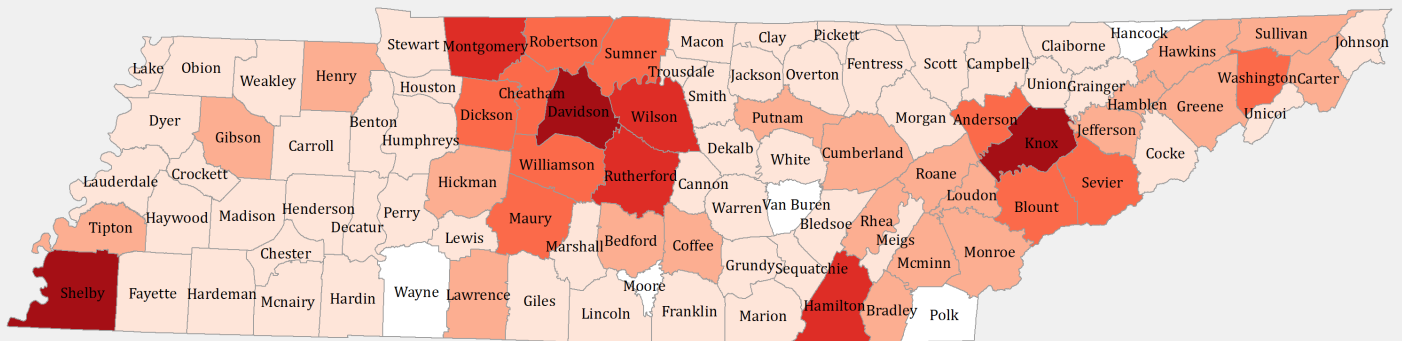 Hancock
Sullivan
Johnson
Stewart
Montgomery
Robertson
Sumner
Macon
Clay
Pickett
Claiborne
Hawkins
Lake
Obion
Weakley
Henry
Houston
Cheatham
Trousdale
Jackson
Overton
Fentress
Scott
Campbell
Union
Grainger
Washington
Carter
Dyer
Gibson
Carroll
Benton
Humphreys
Dickson
Davidson
Wilson
Smith
Putnam
Morgan
Anderson
Knox
Hamblen
Jefferson
Greene
Unicoi
Lauderdale
Crockett
Hickman
Williamson
Rutherford
Dekalb
White
Cumberland
Roane
Loudon
Blount
Sevier
Cocke
Tipton
Haywood
Madison
Henderson
Decatur
Perry
Lewis
Maury
Marshall
Bedford
Coffee
Cannon
Warren
Van Buren
Bledsoe
Rhea
Meigs
Mcminn
Monroe
Shelby
Fayette
Hardeman
Chester
Mcnairy
Hardin
Wayne
Lawrence
Giles
Lincoln
Moore
Franklin
Grundy
Sequatchie
Marion
Hamilton
Bradley
Polk